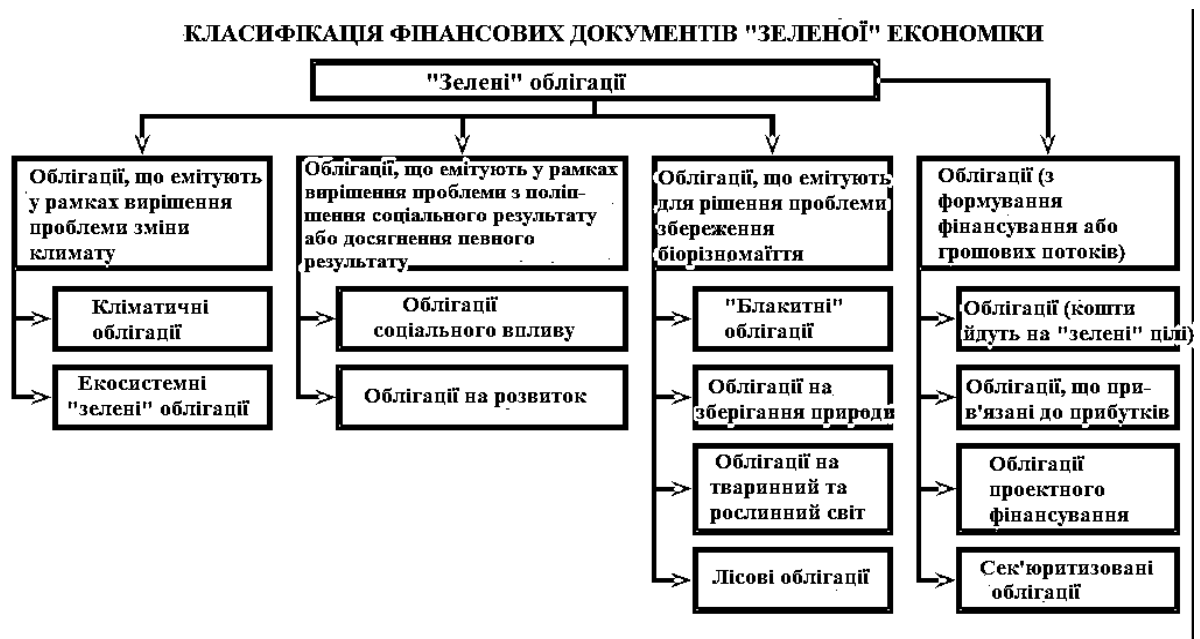 КЛАСИФІКАЦІЯ ФІНАНСОВИХ ДОКУМЕНТІВ "ЗЕЛЕНОЇ" ЕКОНОМІКИ
"Зелені" облігації
Облігації, що емітують
у рамках вирішення
проблеми зміни
климату
Кліматичні
облігації
Екосистемні
"зелені" облігації
Облігації, що емітують у рамках
вирішення проблеми з поліп-
шення соціального результату
або досягнення певного
результату
Облігації
соціального впливу
Облігації на розвиток
Облігації, що емітують
для рішення проблеми
збереження
біорізномаїття
"Блакитні"
облігації
Облігації на
зберігання природи
Облігації на
тваринний та
рослинний світ
Лісові облігації
Облігації (з
формування
фінансування або
грошових потоків)
Облігації (кошти
йдуть на "зелені" цілі)
Облігації, що при-
в'язані до прибутків
Облігації
проектного
фінансування
Сек'юритизовані
облігації